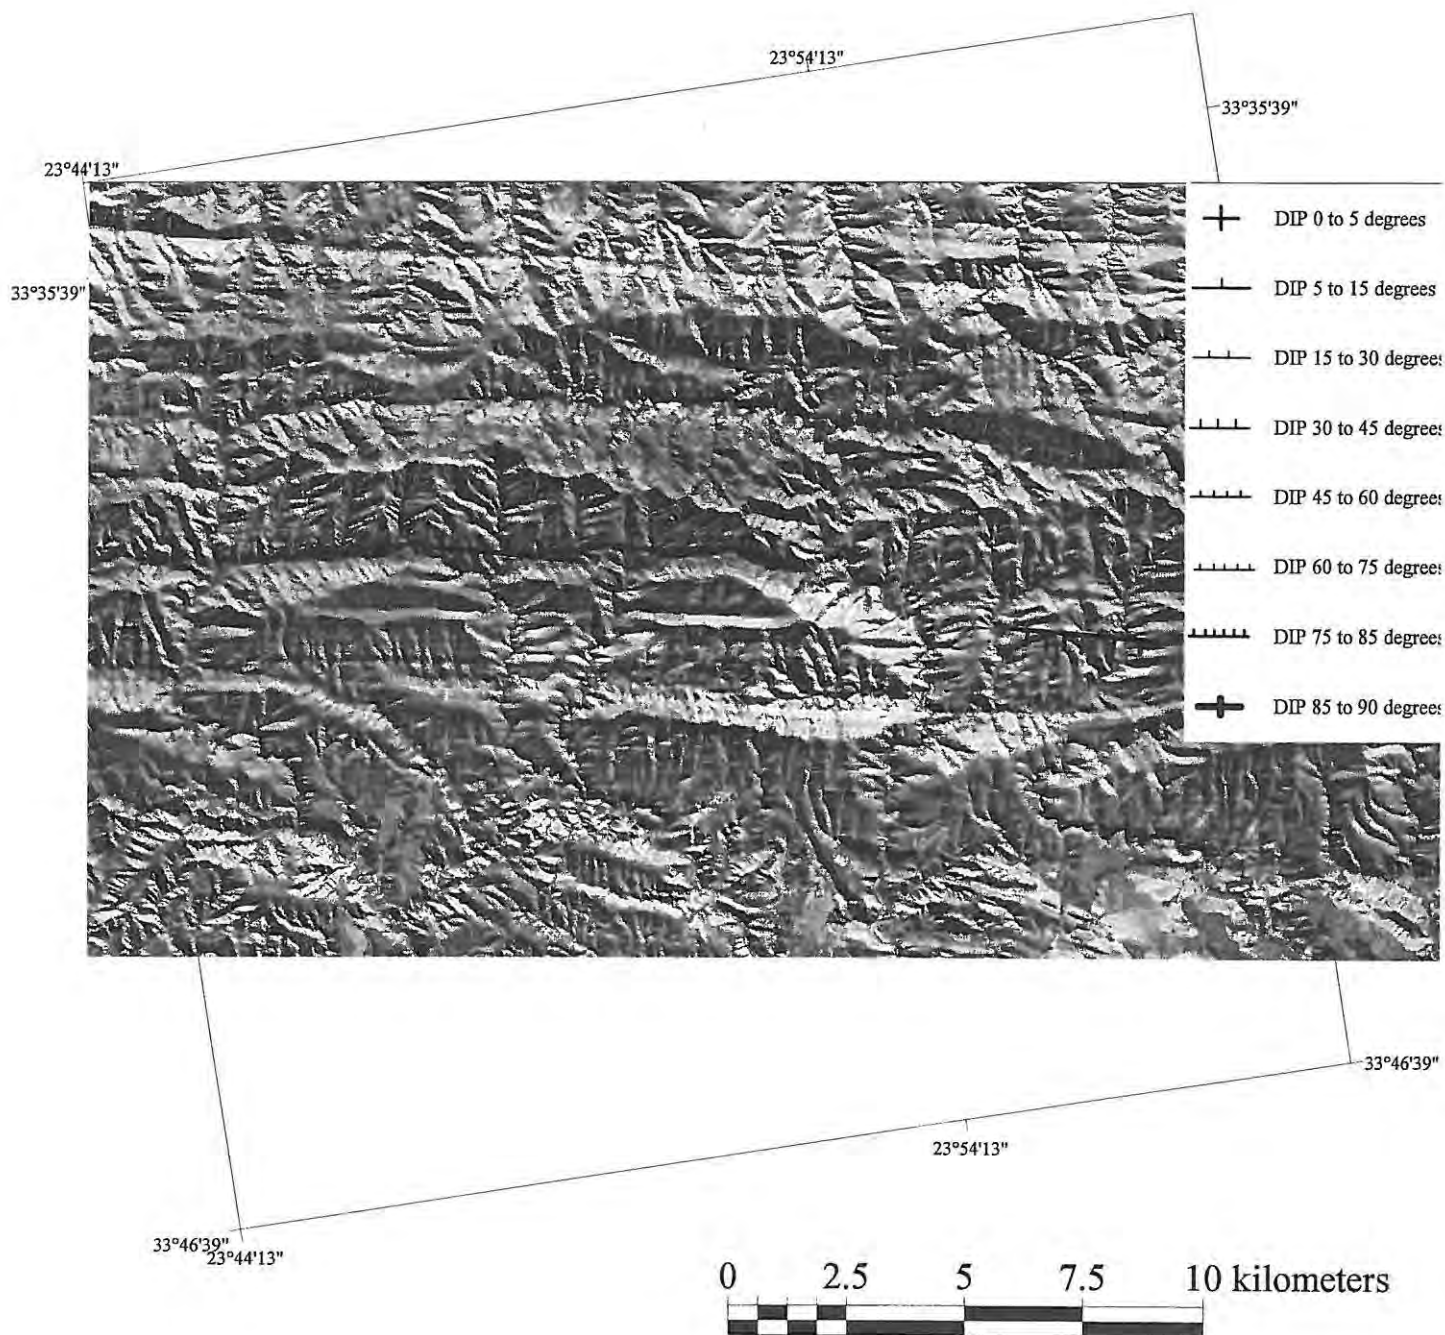 23°54'13"
33°35'39"
23°44'13"
33°35'39"
DIP 0 to 5 degrees
DIP 5 to 15 degrees
DIP 15 to 30 degrees
DIP 30 to 45 degrees
DIP 45 to 60 degrees
DIP 60 to 75 degrees
DIP 75 to 85 degrees
DIP 85 to 90 degrees
33°46'39"
23°54'13"
33°46'39"
23°44'13"
0 2.5 5 7.5 10 kilometers